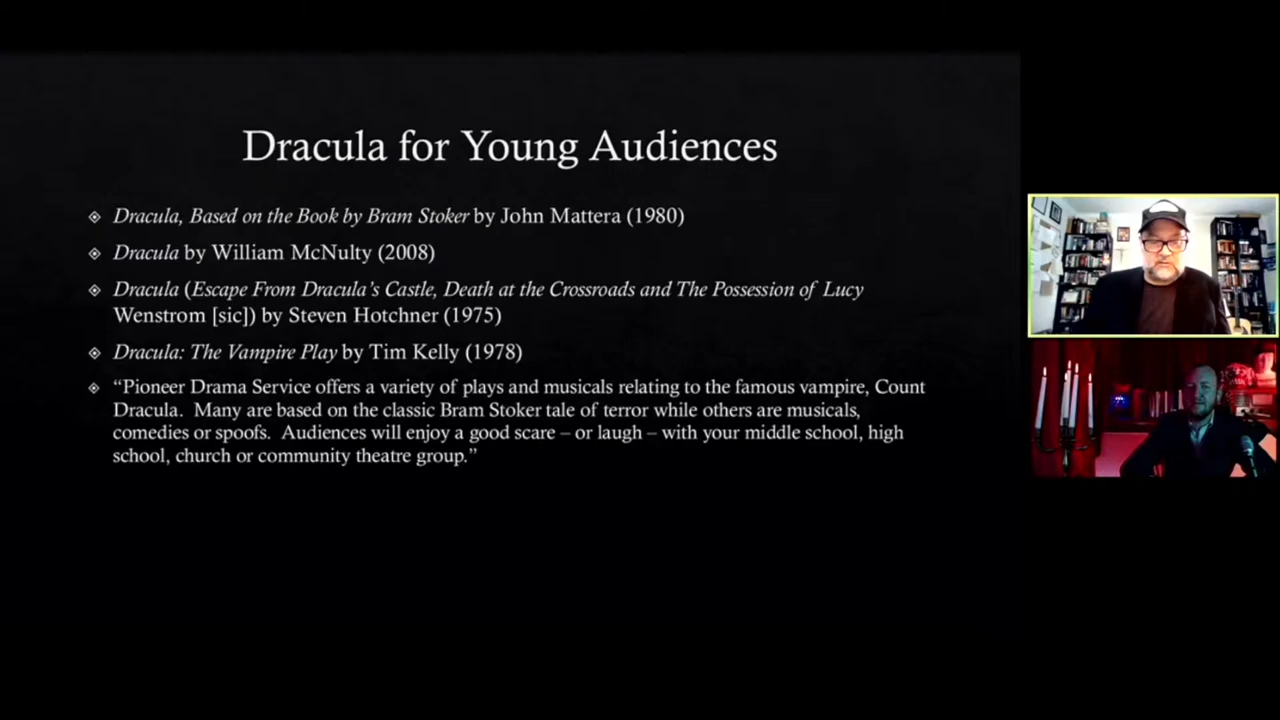 Dracula for Young Audiences
Dracula, Based on the Book by Bram Stoker by John Mattera (1980)
Dracula by William McNulty (2008)
Dracula (Escape From Dracula's Castle, Death at the Crossroads and The Possession of Lucy
Wenstrom [sic]) by Steven Hotchner (1975)
Dracula: The Vampire Play by Tim Kelly (1978)
“Pioneer Drama Service offers a variety of plays and musicals relating to the famous vampire, Count
Dracula. Many are based on the classic Bram Stoker tale of terror while others are musicals,
comedies or spoofs. Audiences will enjoy a good scare – or laugh – with your middle school, high
school, church or community theatre group.”